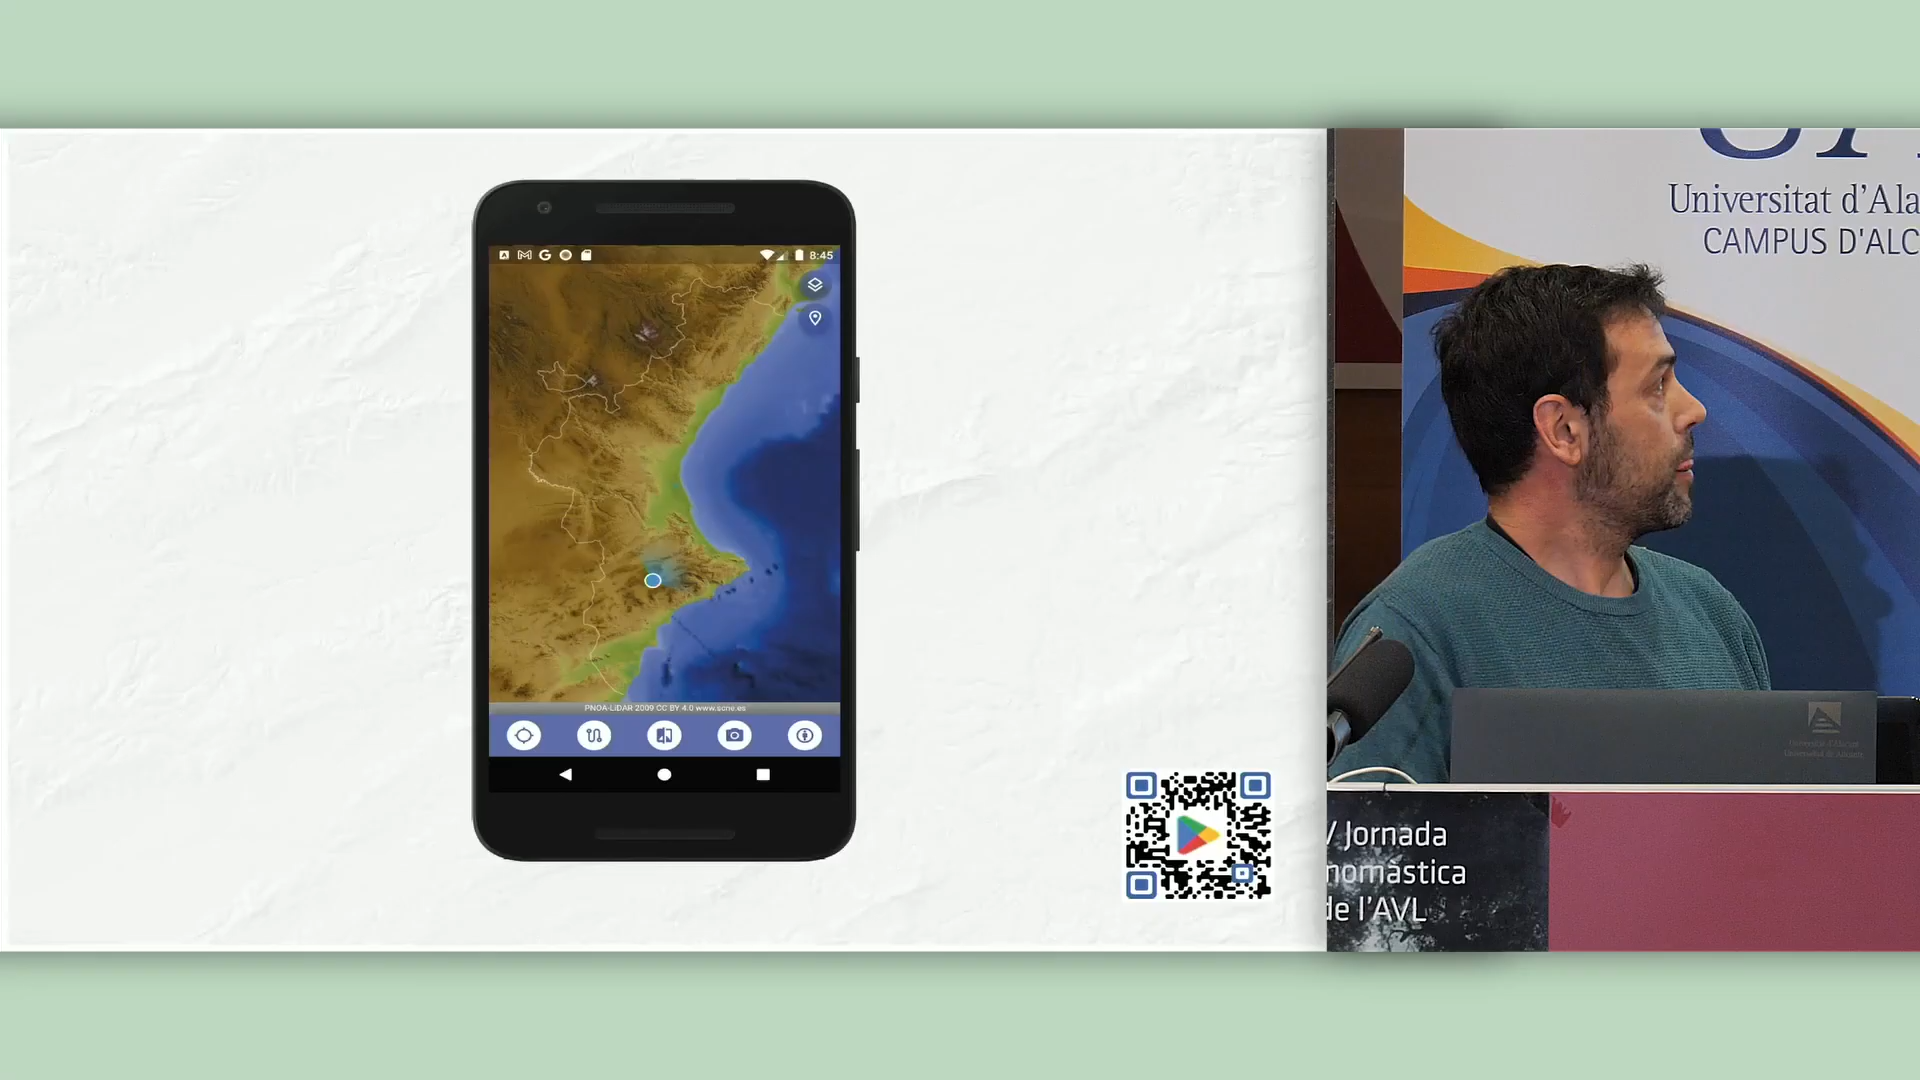 8:45
PNOA-LiDAR 2009 CC BY 4.0 www.scne.es
Universitat d'Ala
CAMPUS D'ALC
Jornada
nomàstica
de l'AVL